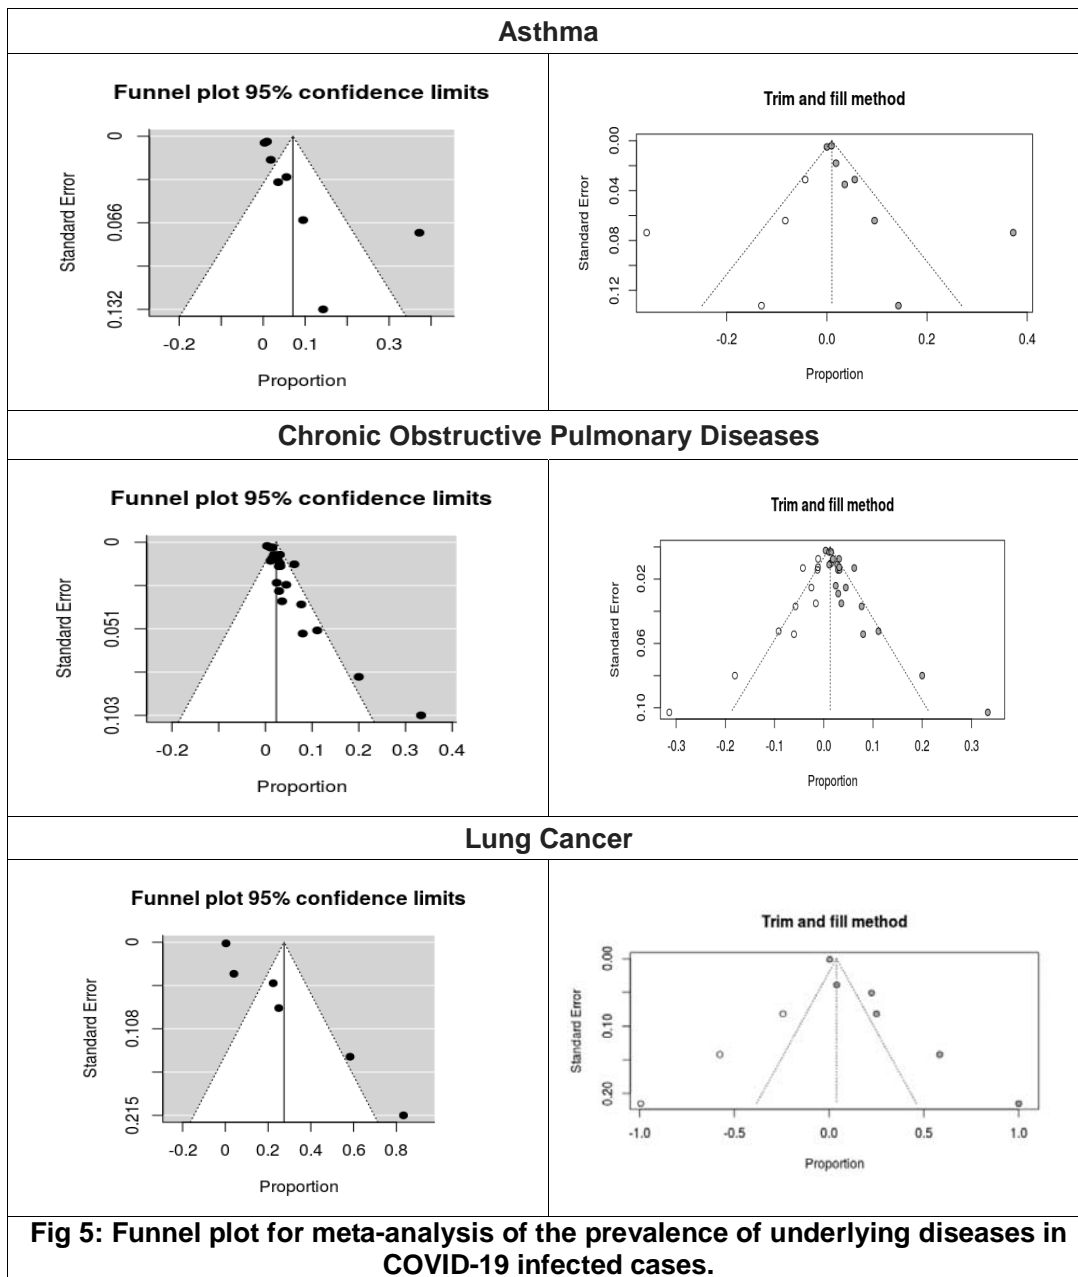 Asthma
Funnel plot 95% confidence limits
Standard Error
0
0.066
0.132
-0.2 0 0.1 0.3
Proportion
Trim and fill method
Standard Error
0.00
0.04
0.08
0.12
-0.2 0.0 0.2 0.4
Proportion
Chronic Obstructive Pulmonary Diseases
Funnel plot 95% confidence limits
Standard Error
0
0.051
0.103
-0.2 0 0.1 0.2 0.3 0.4
Proportion
Trim and fill method
Standard Error
0.02
0.06
0.10
-0.3 -0.2 -0.1 0.0 0.1 0.2 0.3
Proportion
Lung Cancer
Funnel plot 95% confidence limits
Standard Error
0
0.108
0.215
-0.2 0 0.2 0.4 0.6 0.8
Proportion
Trim and fill method
Standard Error
0.00
0.10
0.20
-1.0 -0.5 0.0 0.5 1.0
Proportion
Fig 5: Funnel plot for meta-analysis of the prevalence of underlying diseases in
COVID-19 infected cases.